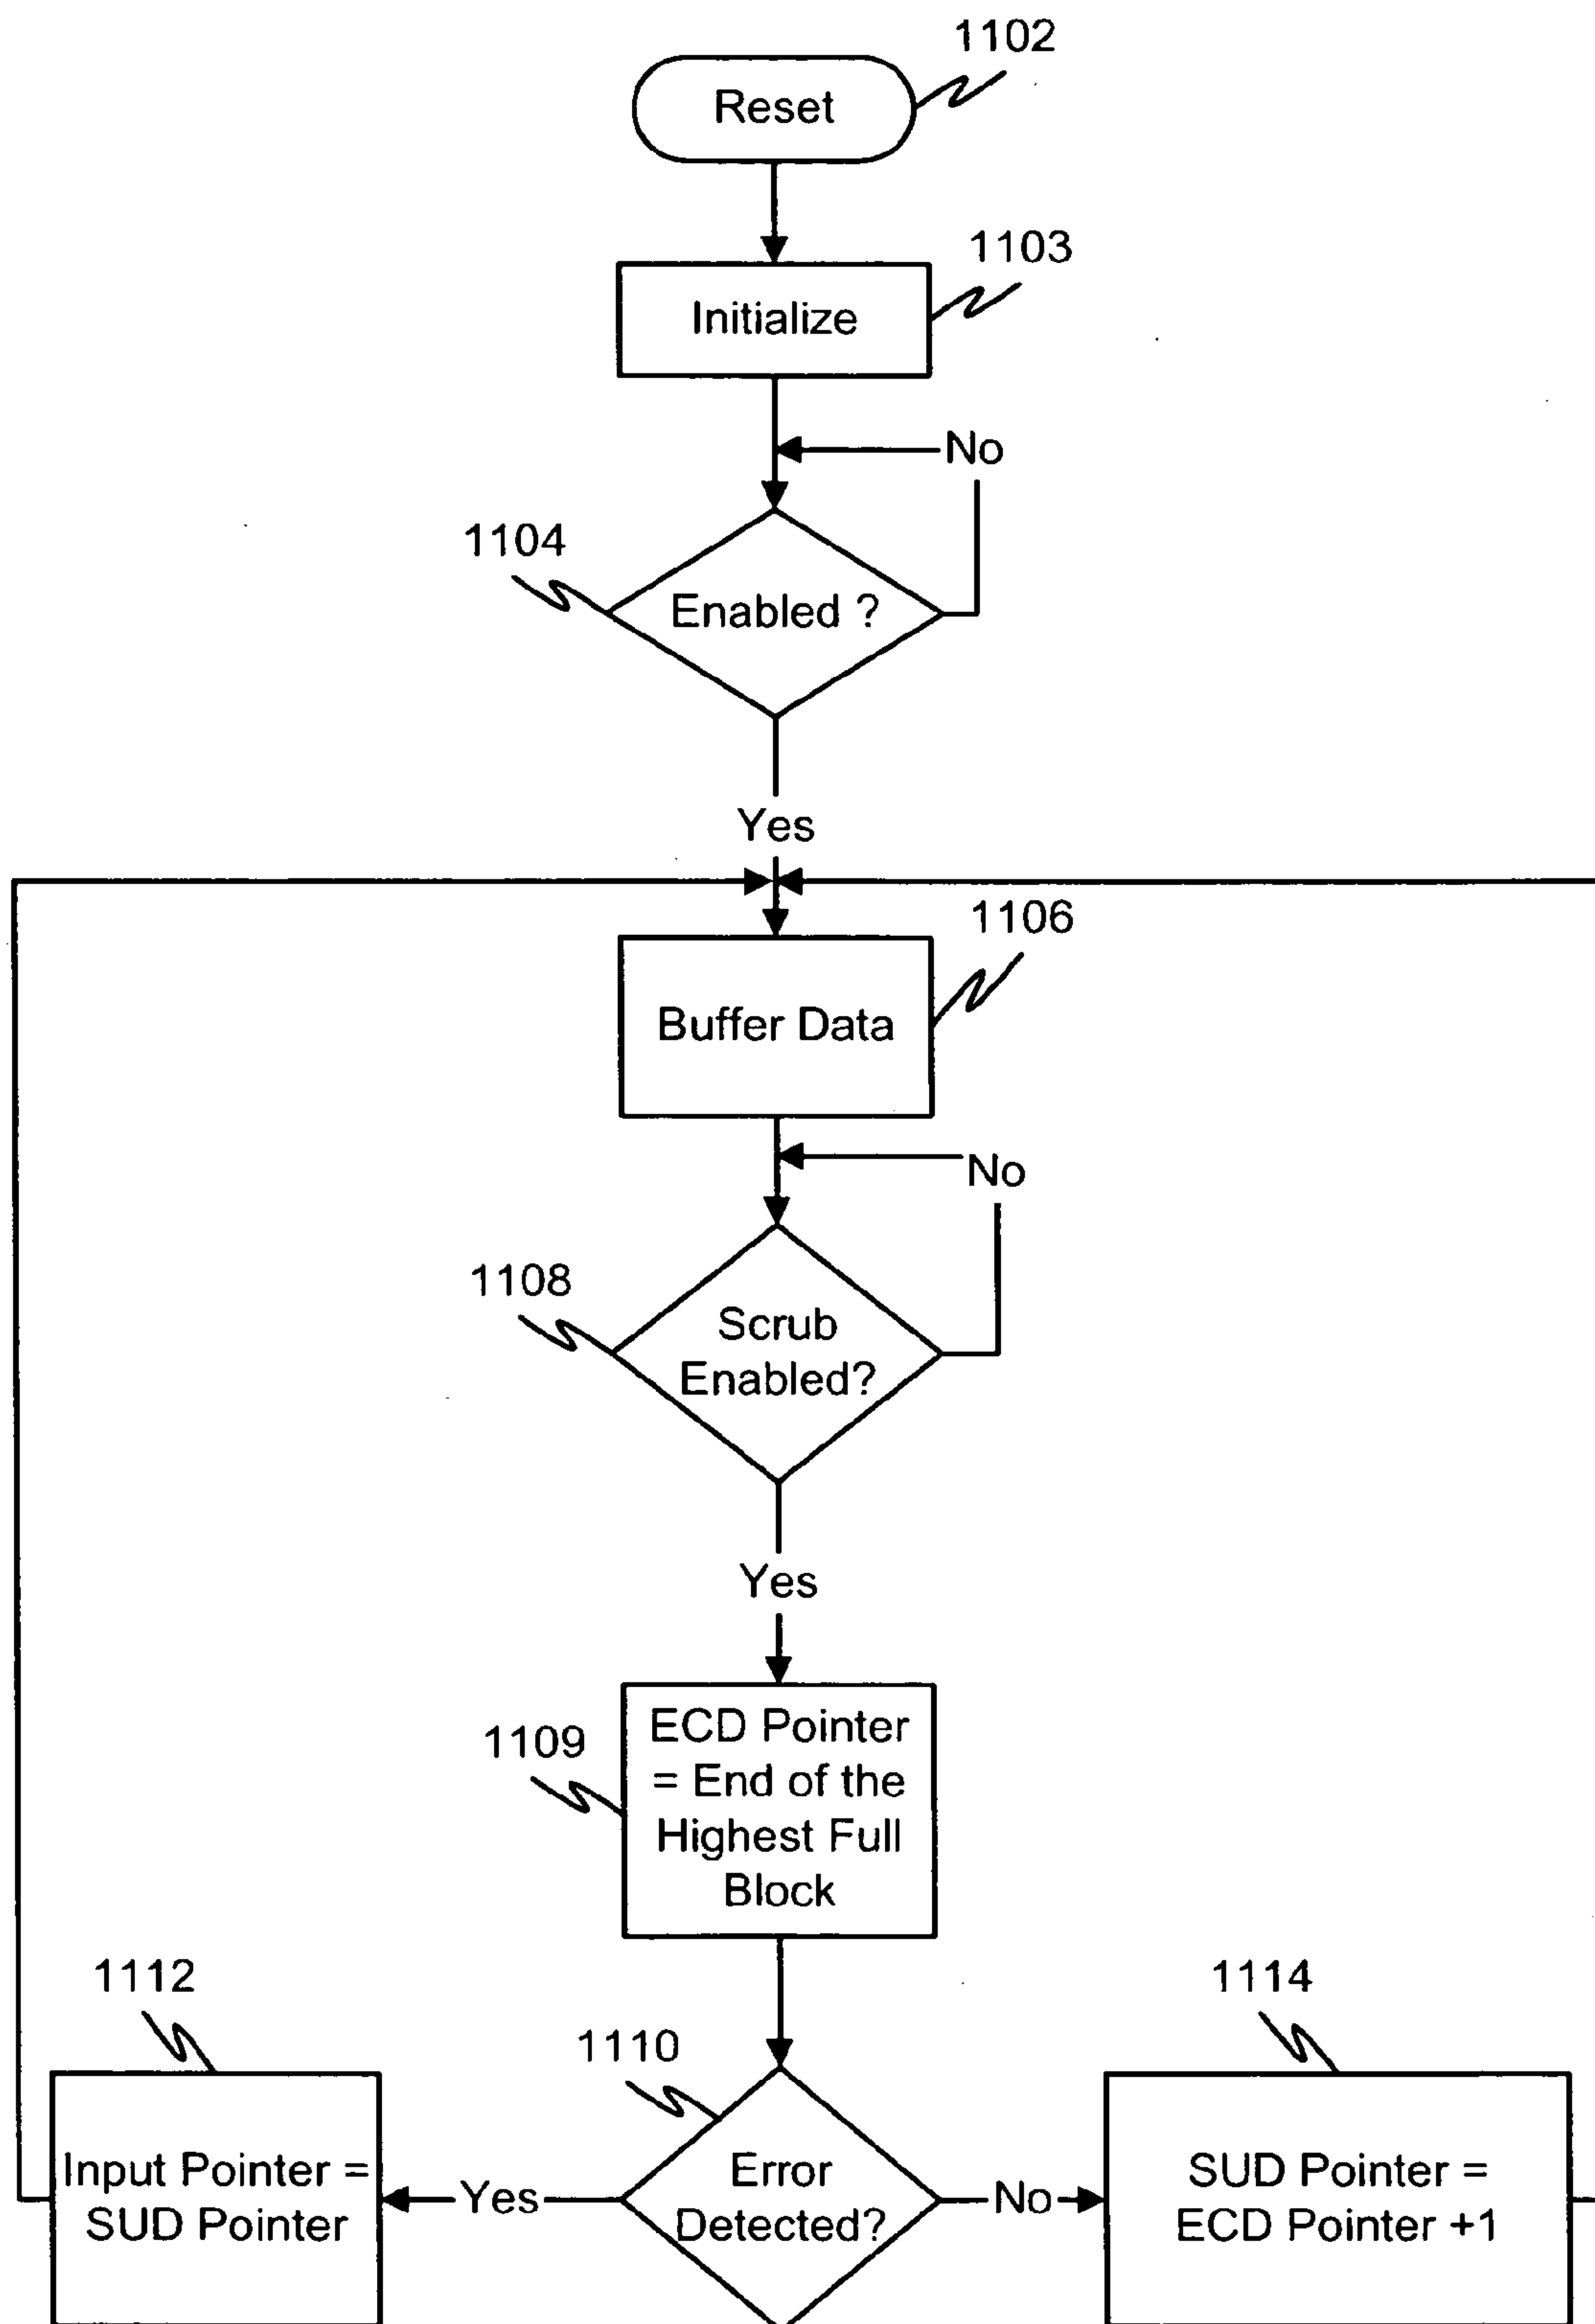 1102
Reset
1103
Initialize
No
1104
Enabled ?
Yes
1106
Buffer Data
No
1108
Scrub
Enabled?
Yes
1109
ECD Pointer
= End of the
Highest Full
Block
1112
1110
1114
Input Pointer =
SUD Pointer
Yes
Error
Detected?
No
SUD Pointer =
ECD Pointer +1